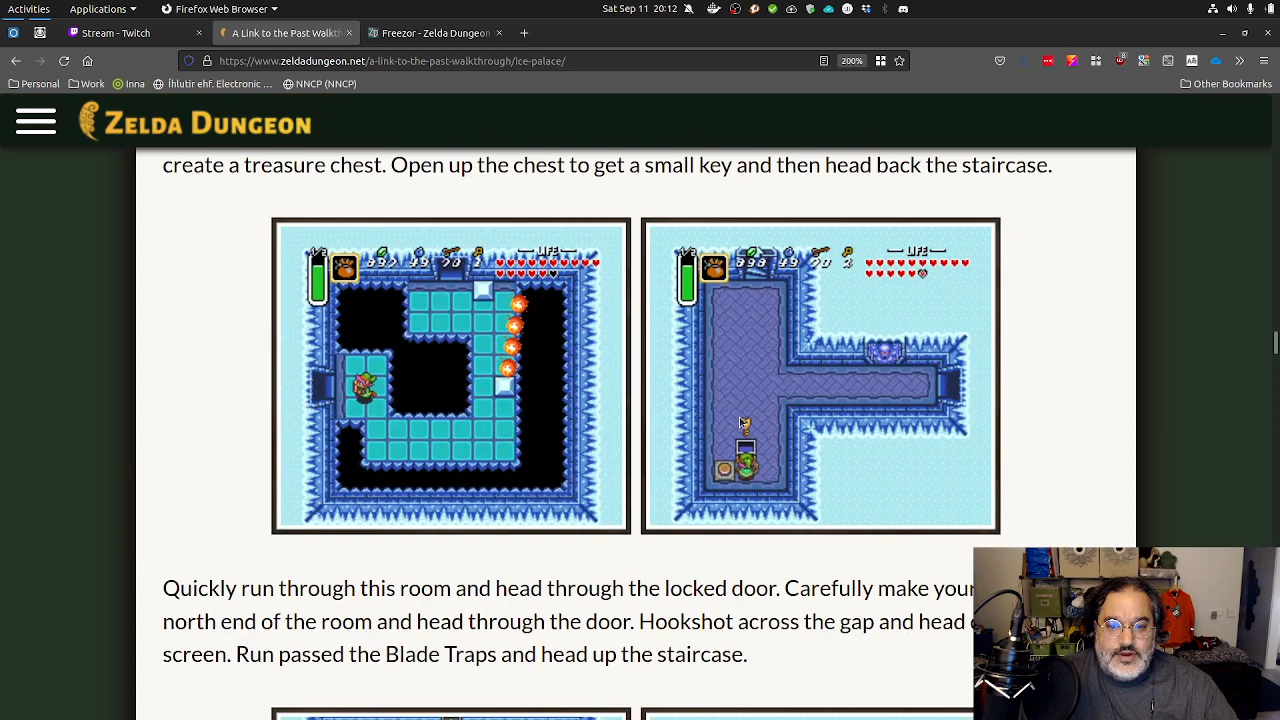 Activities Applications Firefox Web Browser Sat Sep 11 20:12
Stream - Twitch × A Link to the Past Walkth × Freezor - Zelda Dungeon × +
https://www.zeldadungeon.net/a-link-to-the-past-walkthrough/ice-palace/ 200%
Personal Work Inna Íhlutir ehf. Electronic ... NNCP (NNCP) Other Bookmarks
ZELDA DUNGEON
create a treasure chest. Open up the chest to get a small key and then head back the staircase.
LIFE
LIFE
Quickly run through this room and head through the locked door. Carefully make your
north end of the room and head through the door. Hookshot across the gap and head
screen. Run passed the Blade Traps and head up the staircase.